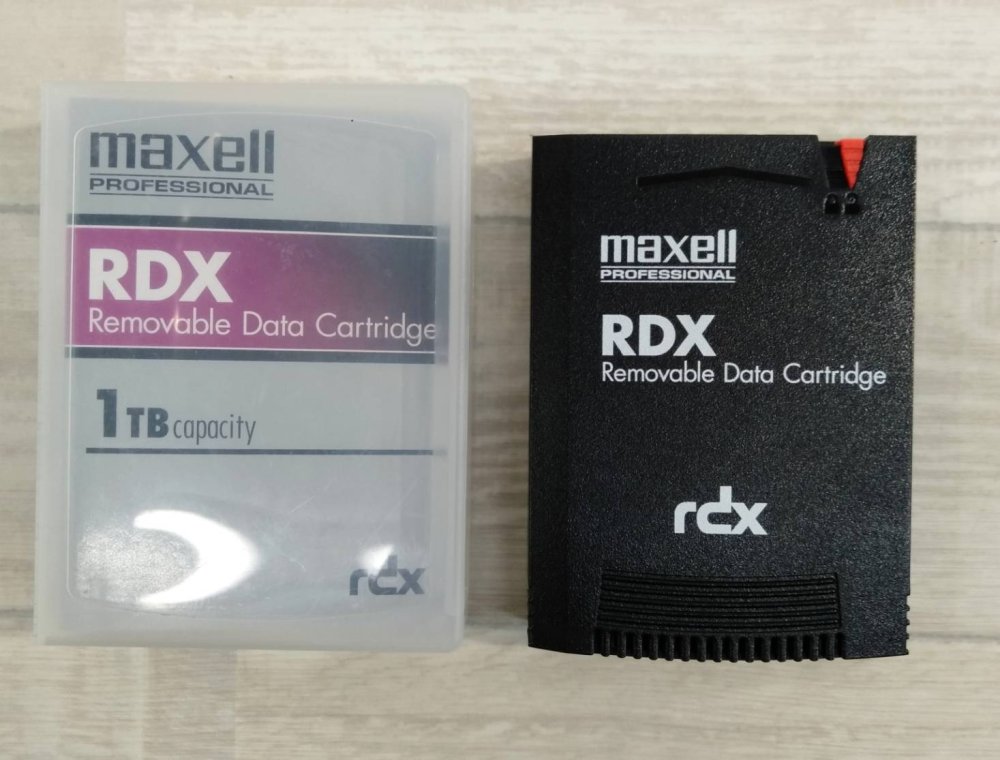 maxell
PROFESSIONAL
RDX
Removable Data Cartridge
1TB capacity
rdx
maxell
PROFESSIONAL
RDX
Removable Data Cartridge
rdx